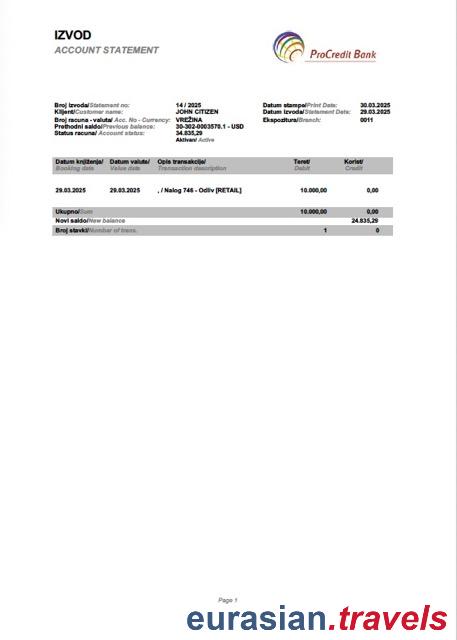 IZVOD
ACCOUNT STATEMENT
ProCredit Bank
Broj izvoda/Statement no: 14 / 2025 Datum stampe/Print Date: 30.03.2025
Klijent/Customer name: JOHN CITIZEN Datum izvoda/Statement Date: 29.03.2025
Broj racuna - valuta/ Acc. No - Currency: VREŽINA Ekspozitura/Branch: 0011
Prethodni saldo/Previous balance: 30-302-0003570.1 - USD
Status racuna/ Account status: 34.835,29
Aktivan/ Active
Datum knjiženja/ Datum valute/ Opis transakcije/ Teret/ Korist/
Booking date Value date Transaction description Debit Credit
29.03.2025 29.03.2025 , / Nalog 746 - Odliv [RETAIL] 10.000,00 0,00
Ukupno/Sum 10.000,00 0,00
Novi saldo/New balance 24.835,29
Broj stavki/Number of trans. 1 0
Page 1
eurasian.travels